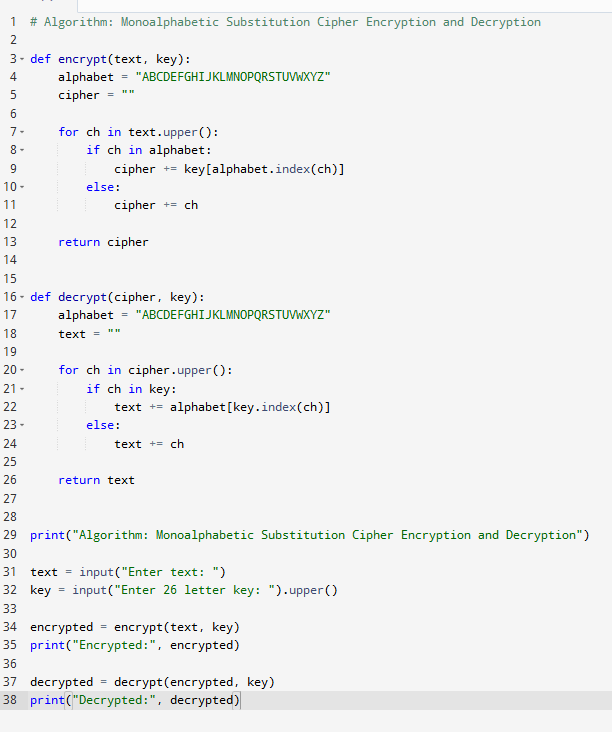 1 # Algorithm: Monoalphabetic Substitution Cipher Encryption and Decryption
2
3 def encrypt(text, key):
4     alphabet = "ABCDEFGHIJKLMNOPQRSTUVWXYZ"
5     cipher = ""
6
7     for ch in text.upper():
8         if ch in alphabet:
9             cipher += key[alphabet.index(ch)]
10         else:
11             cipher += ch
12
13     return cipher
14
15
16 def decrypt(cipher, key):
17     alphabet = "ABCDEFGHIJKLMNOPQRSTUVWXYZ"
18     text = ""
19
20     for ch in cipher.upper():
21         if ch in key:
22             text += alphabet[key.index(ch)]
23         else:
24             text += ch
25
26     return text
27
28
29 print("Algorithm: Monoalphabetic Substitution Cipher Encryption and Decryption")
30
31 text = input("Enter text: ")
32 key = input("Enter 26 letter key: ").upper()
33
34 encrypted = encrypt(text, key)
35 print("Encrypted:", encrypted)
36
37 decrypted = decrypt(encrypted, key)
38 print("Decrypted:", decrypted)